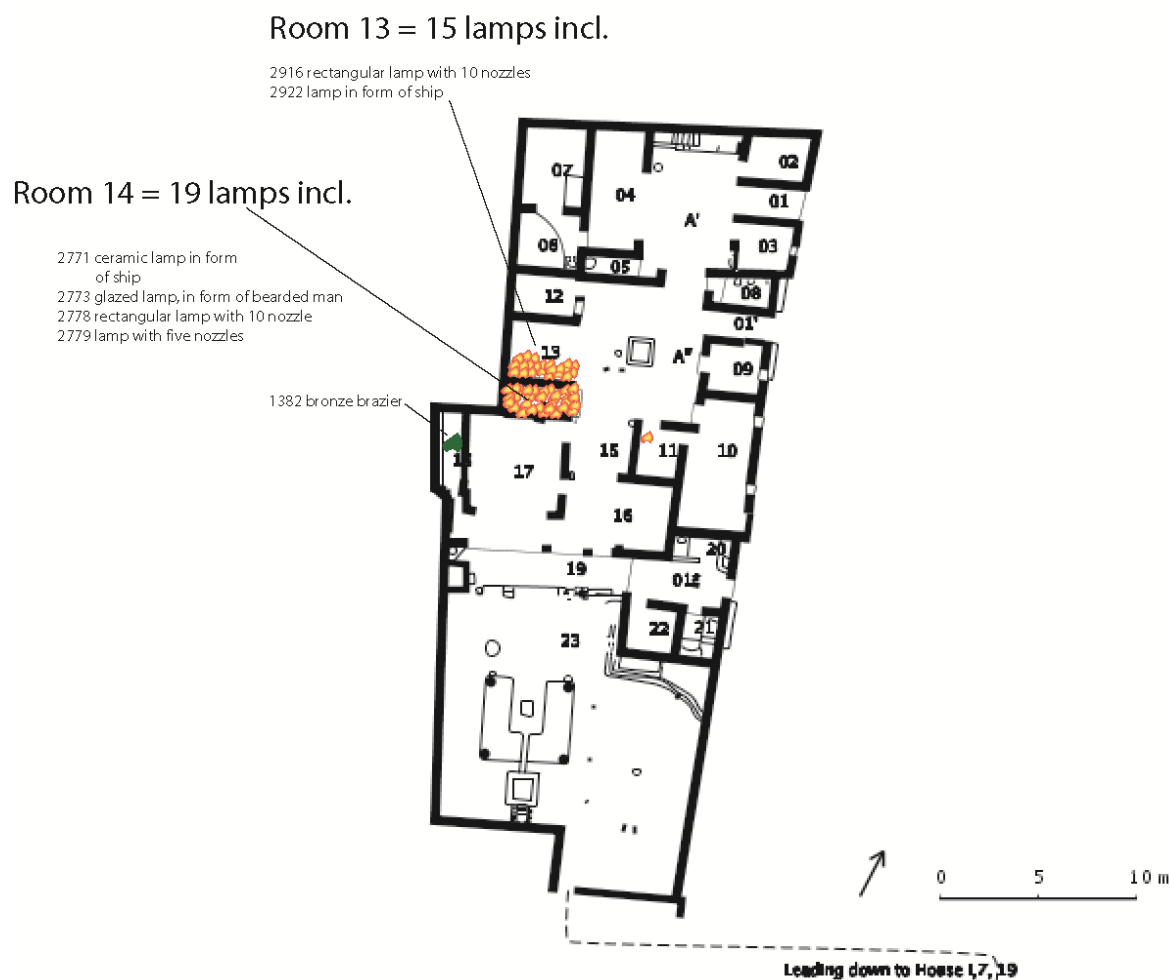 Room 13 = 15 lamps incl.
2916 rectangular lamp with 10 nozzles
2922 lamp in form of ship
Room 14 = 19 lamps incl.
2771 ceramic lamp in form
of ship
2773 glazed lamp, in form of bearded man
2778 rectangular lamp with 10 nozzle
2779 lamp with five nozzles
1382 bronze brazier
02
07
04
01
A'
03
06
05
08
12
01'
13
A"
09
15
11
10
17
16
20
19
22
21
23
0
5
10 m
Leading down to House I,7, 19